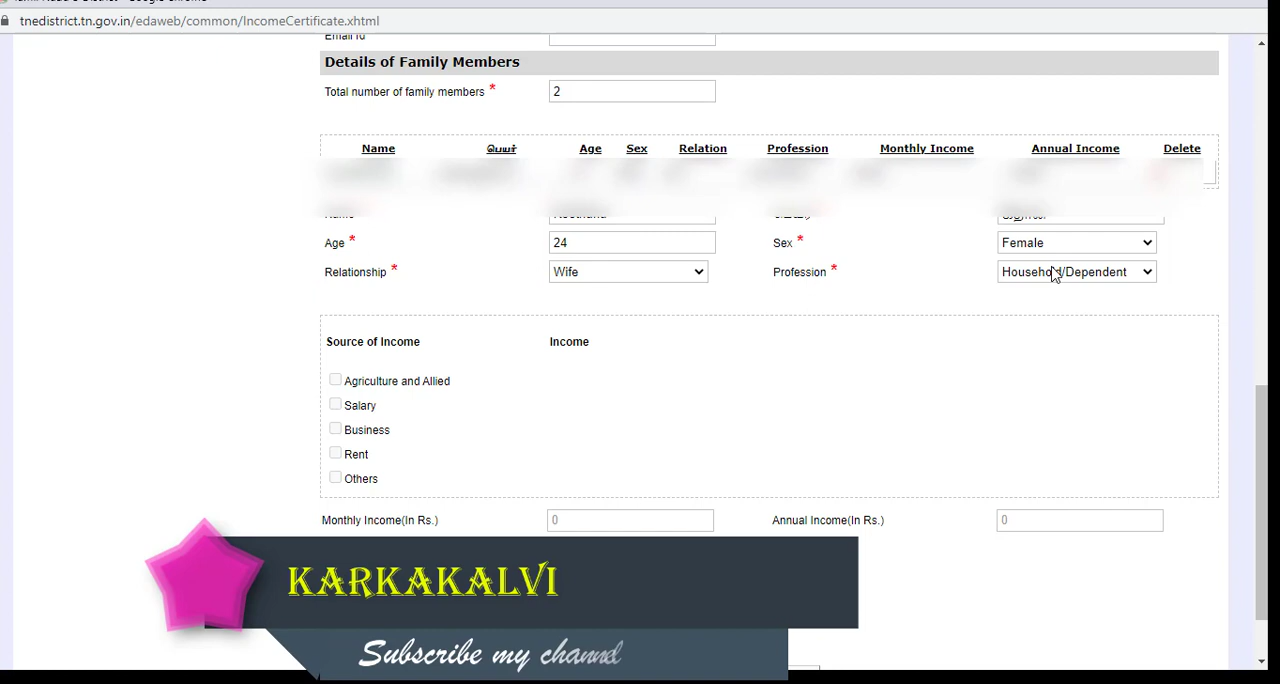 tnedistrict.tn.gov.in/edaweb/common/IncomeCertificate.xhtml
Email Id
Details of Family Members
Total number of family members * 2
Name பெயர் Age Sex Relation Profession Monthly Income Annual Income Delete
Name
Age * 24 Sex * Female
Relationship * Wife Profession * Household/Dependent
Source of Income Income
Agriculture and Allied
Salary
Business
Rent
Others
Monthly Income(In Rs.) 0 Annual Income(In Rs.) 0
KARKAKALVI
Subscribe my channel